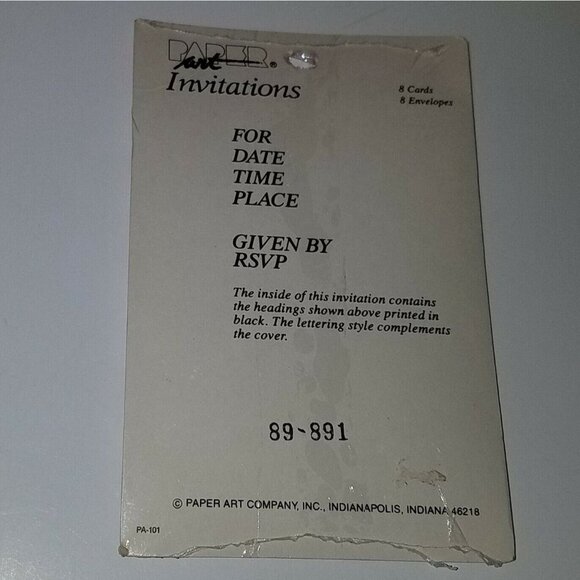 PAPER
art ®
Invitations
8 Cards
8 Envelopes
FOR
DATE
TIME
PLACE
GIVEN BY
RSVP
The inside of this invitation contains
the headings shown above printed in
black. The lettering style complements
the cover.
89-891
© PAPER ART COMPANY, INC., INDIANAPOLIS, INDIANA 46218
PA-101